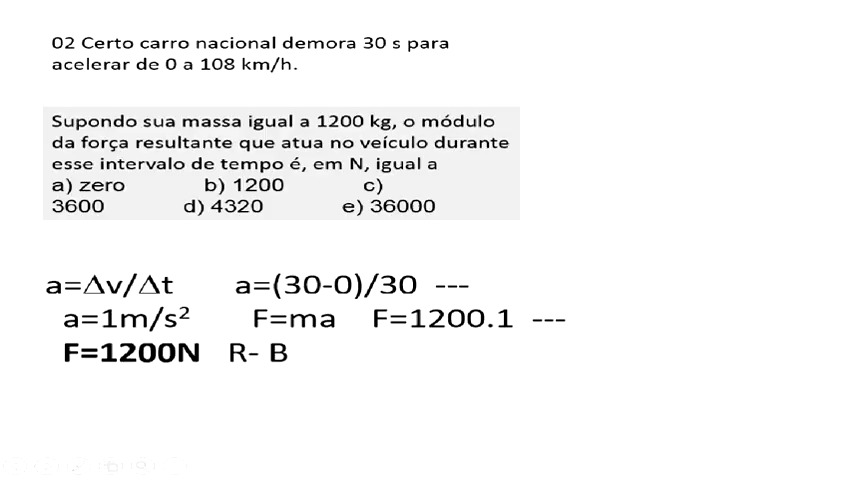 02 Certo carro nacional demora 30 s para
acelerar de 0 a 108 km/h.
Supondo sua massa igual a 1200 kg, o módulo
da força resultante que atua no veículo durante
esse intervalo de tempo é, em N, igual a
a) zero b) 1200 c)
3600 d) 4320 e) 36000
a=∆v/∆t a=(30-0)/30 ---
a=1m/s² F=ma F=1200.1 ---
F=1200N R- B